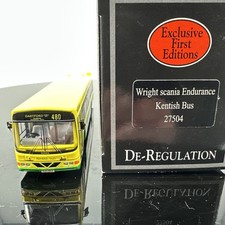 Exclusive
First
Editions
Wright scania Endurance
Kentish Bus
27504
DE-REGULATION
480